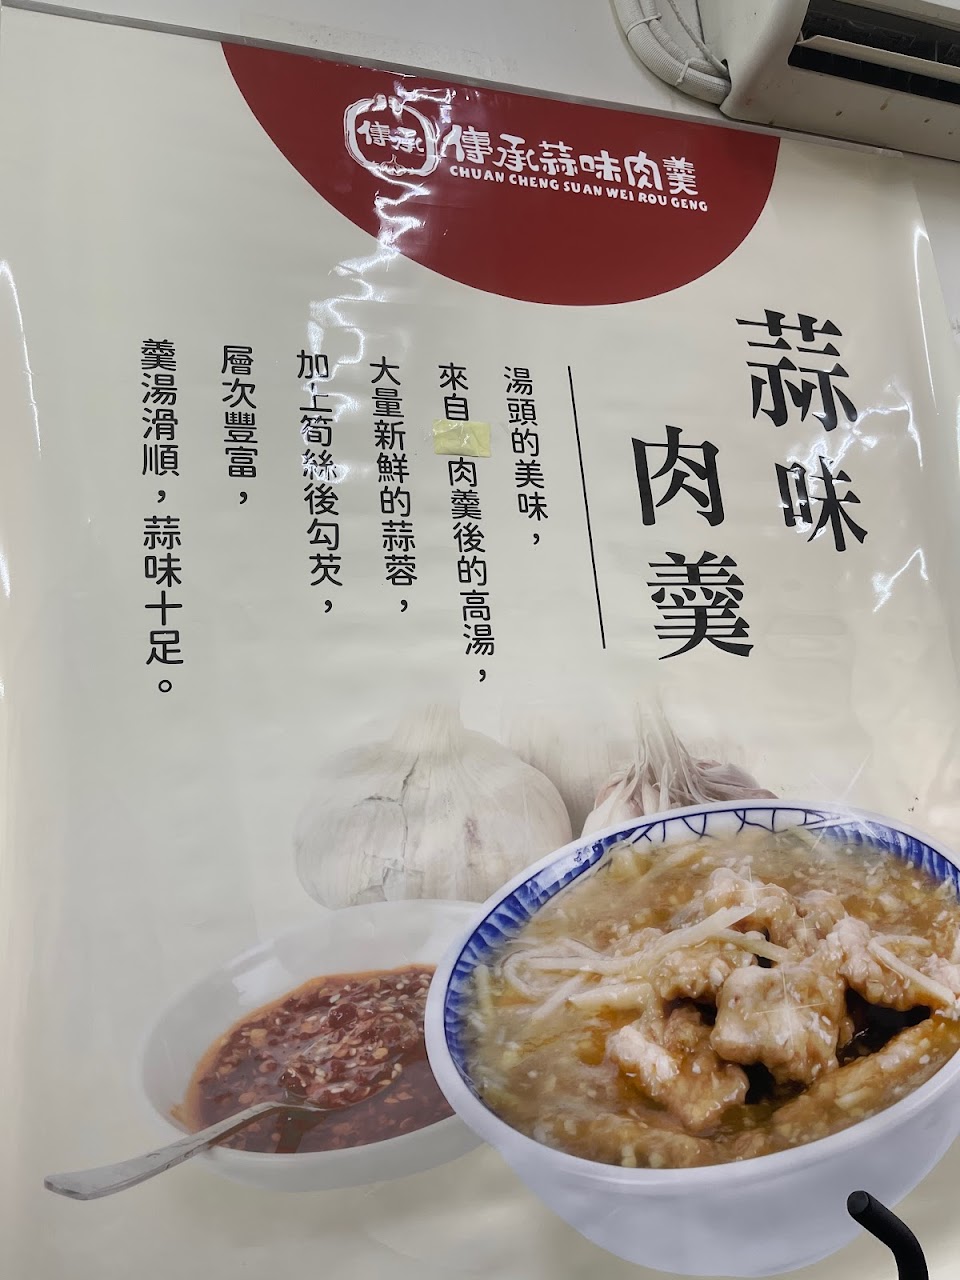 傳承
傳承蒜味肉羹
CHUAN CHENG SUAN WEI ROU GENG
蒜味
肉羹
湯頭的美味，
來自肉羹後的高湯，
大量新鮮的蒜蓉，
加上筍絲後勾芡，
層次豐富，
羹湯滑順，蒜味十足。